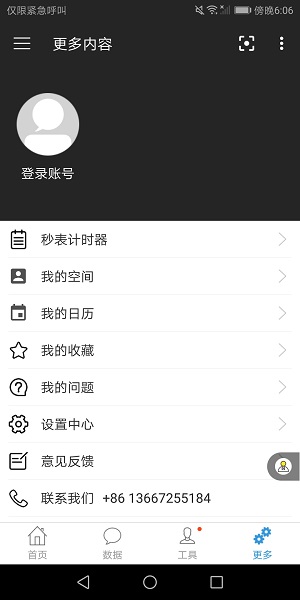 仅限紧急呼叫 傍晚6:06
更多内容
登录账号
秒表计时器
我的空间
我的日历
我的收藏
我的问题
设置中心
意见反馈
联系我们 +86 13667255184
首页 数据 工具 更多